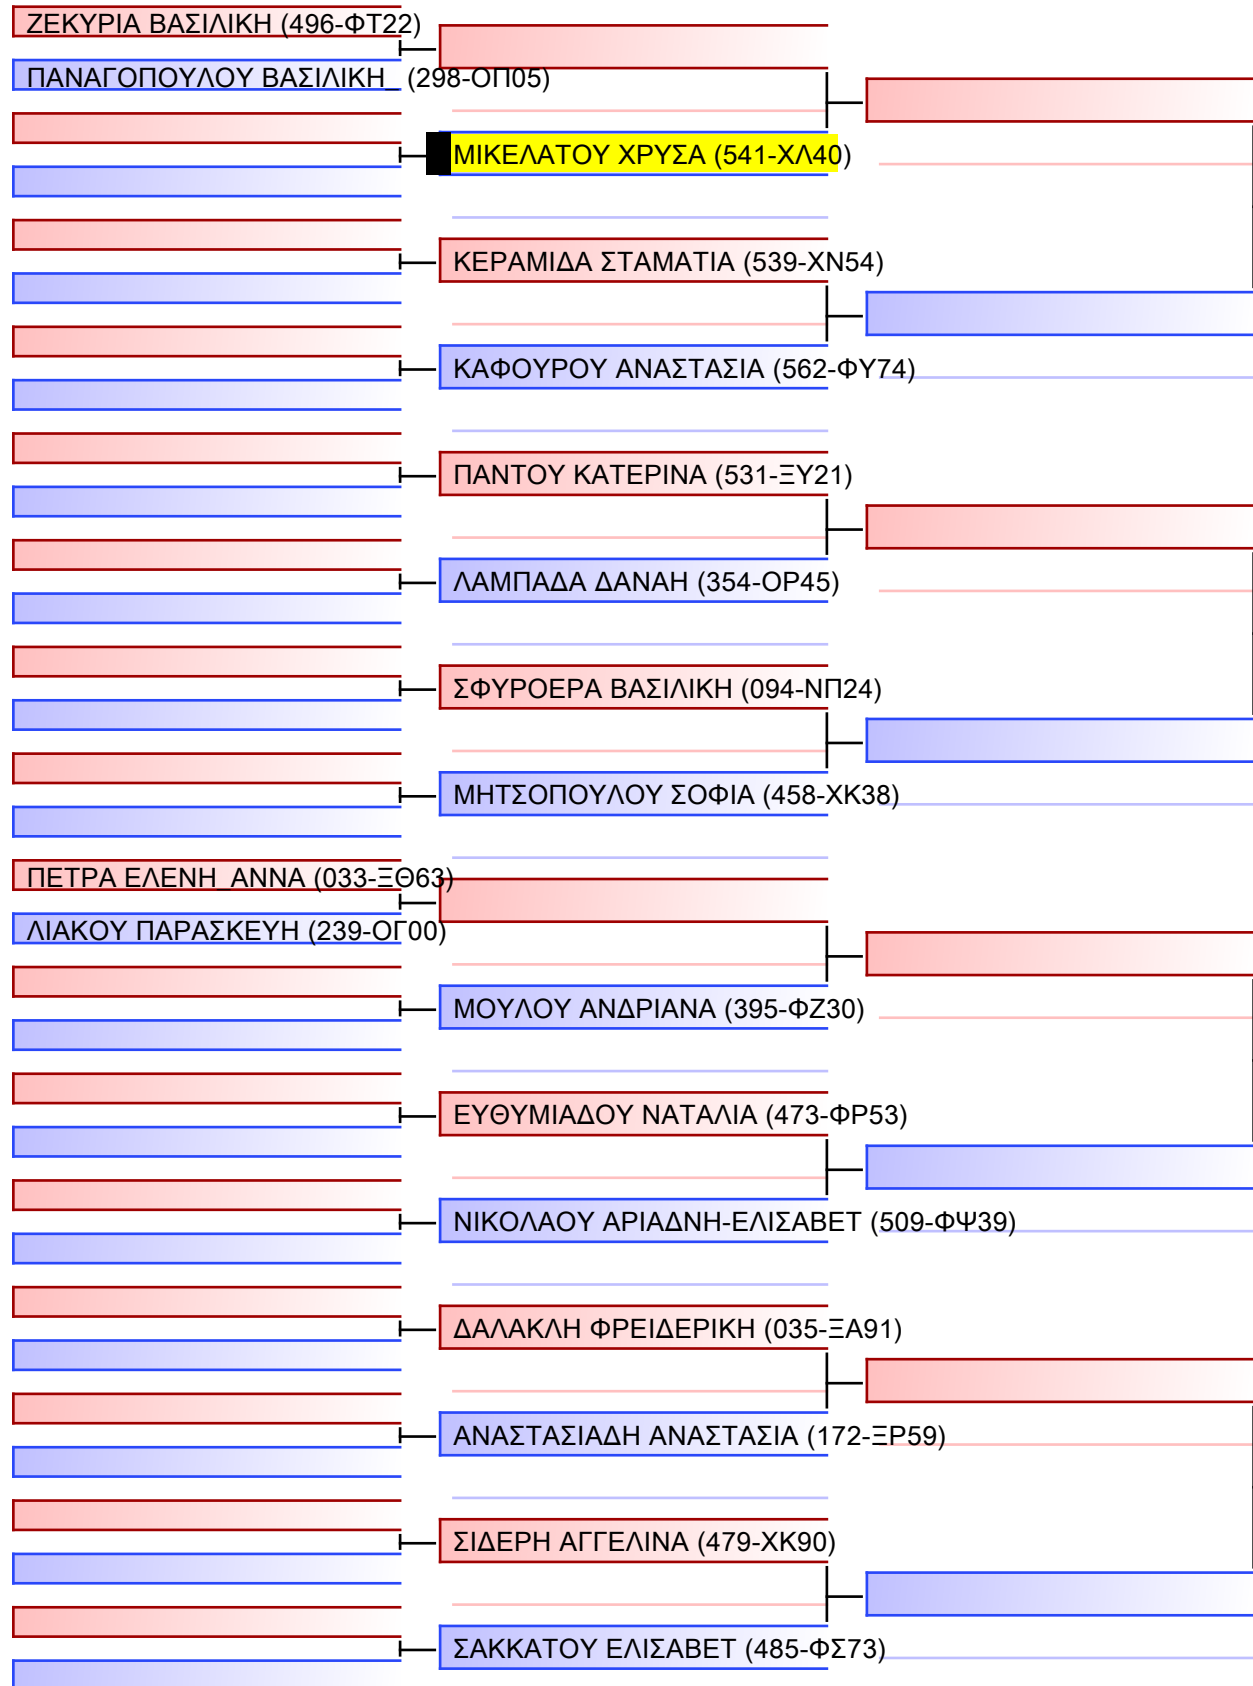 ΖΕΚΥΡΙΑ ΒΑΣΙΛΙΚΗ (496-ΦΤ22)
ΠΑΝΑΓΟΠΟΥΛΟΥ ΒΑΣΙΛΙΚΗ_ (298-ΟΠ05)
ΜΙΚΕΛΑΤΟΥ ΧΡΥΣΑ (541-ΧΛ40)
ΚΕΡΑΜΙΔΑ ΣΤΑΜΑΤΙΑ (539-ΧΝ54)
ΚΑΦΟΥΡΟΥ ΑΝΑΣΤΑΣΙΑ (562-ΦΥ74)
ΠΑΝΤΟΥ ΚΑΤΕΡΙΝΑ (531-ΞΥ21)
ΛΑΜΠΑΔΑ ΔΑΝΑΗ (354-ΟΡ45)
ΣΦΥΡΟΕΡΑ ΒΑΣΙΛΙΚΗ (094-ΝΠ24)
ΜΗΤΣΟΠΟΥΛΟΥ ΣΟΦΙΑ (458-ΧΚ38)
ΠΕΤΡΑ ΕΛΕΝΗ_ΑΝΝΑ (033-ΞΘ63)
ΛΙΑΚΟΥ ΠΑΡΑΣΚΕΥΗ (239-ΟΓ00)
ΜΟΥΛΟΥ ΑΝΔΡΙΑΝΑ (395-ΦΖ30)
ΕΥΘΥΜΙΑΔΟΥ ΝΑΤΑΛΙΑ (473-ΦΡ53)
ΝΙΚΟΛΑΟΥ ΑΡΙΑΔΝΗ-ΕΛΙΣΑΒΕΤ (509-ΦΨ39)
ΔΑΛΑΚΛΗ ΦΡΕΙΔΕΡΙΚΗ (035-ΞΑ91)
ΑΝΑΣΤΑΣΙΑΔΗ ΑΝΑΣΤΑΣΙΑ (172-ΞΡ59)
ΣΙΔΕΡΗ ΑΓΓΕΛΙΝΑ (479-ΧΚ90)
ΣΑΚΚΑΤΟΥ ΕΛΙΣΑΒΕΤ (485-ΦΣ73)